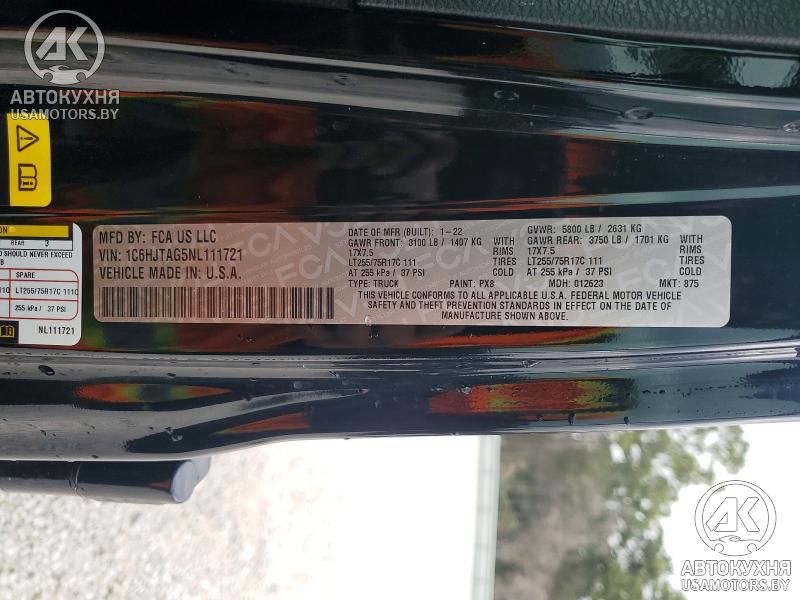 АК
АВТОКУХНЯ
USAMOTORS.BY
REAR 3
D SHOULD NEVER EXCEED
SPARE
LT255/75R17C 111C
255 kPa / 37 PSI
NL111721
MFD BY: FCA US LLC
VIN: 1C6HJTAG5NL111721
VEHICLE MADE IN U.S.A.
DATE OF MFR (BUILT): 1-22
GAWR FRONT: 3100 LB / 1407 KG
17X7.5 RIMS
LT255/75R17C 111 TIRES
AT 255 kPa / 37 PSI COLD
TYPE: TRUCK PAINT: PX8
GVWR: 5800 LB / 2631 KG
GAWR REAR: 3750 LB / 1701 KG
17X7.5 RIMS
LT255/75R17C 111 TIRES
AT 255 kPa / 37 PSI COLD
MDH: 012623 MKT: 875
THIS VEHICLE CONFORMS TO ALL APPLICABLE U.S.A. FEDERAL MOTOR VEHICLE
SAFETY AND THEFT PREVENTION STANDARDS IN EFFECT ON THE DATE OF
MANUFACTURE SHOWN ABOVE.
АК
АВТОКУХНЯ
USAMOTORS.BY